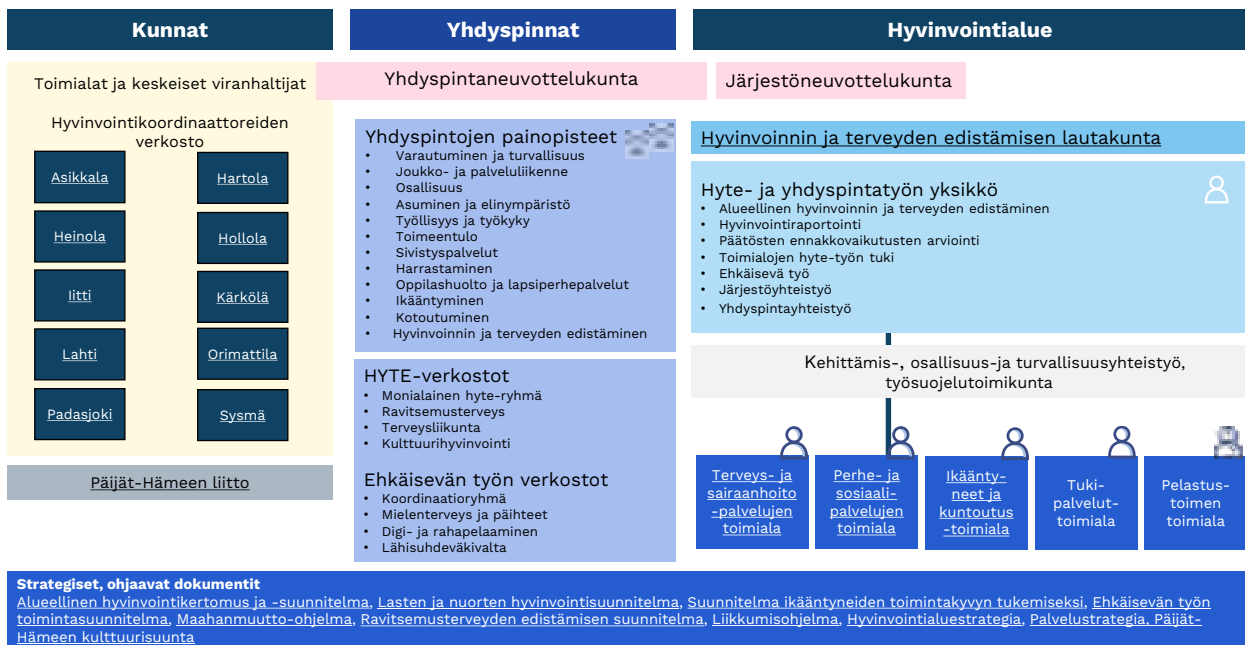 Kunnat
Toimialat ja keskeiset viranhaltijat
Hyvinvointikoordinaattoreiden
verkosto
Asikkala
Hartola
Heinola
Hollola
Iitti
Kärkölä
Lahti
Orimattila
Padasjoki
Sysmä
Päijät-Hämeen liitto
Yhdyspinnat
Yhdyspintaneuvottelukunta
Yhdyspintojen painopisteet
• Varautuminen ja turvallisuus
• Joukko- ja palveluliikenne
• Osallisuus
• Asuminen ja elinympäristö
• Työllisyys ja työkyky
• Toimeentulo
• Sivistyspalvelut
• Harrastaminen
• Oppilashuolto ja lapsiperhepalvelut
• Ikääntyminen
• Kotoutuminen
• Hyvinvoinnin ja terveyden edistäminen
HYTE-verkostot
• Monialainen hyte-ryhmä
• Ravitsemusterveys
• Terveysliikunta
• Kulttuurihyvinvointi
Ehkäisevän työn verkostot
• Koordinaatioryhmä
• Mielenterveys ja päihteet
• Digi- ja rahapelaaminen
• Lähisuhdeväkivalta
Hyvinvointialue
Järjestöneuvottelukunta
Hyvinvoinnin ja terveyden edistämisen lautakunta
Hyte- ja yhdyspintatyön yksikkö
• Alueellinen hyvinvoinnin ja terveyden edistäminen
• Hyvinvointiraportointi
• Päätösten ennakkovaikutusten arviointi
• Toimialojen hyte-työn tuki
• Ehkäisevä työ
• Järjestöyhteistyö
• Yhdyspintayhteistyö
Kehittämis-, osallisuus-ja turvallisuusyhteistyö,
työsuojelutoimikunta
Terveys- ja
sairaanhoito
-palvelujen
toimiala
Perhe- ja
sosiaali-
palvelujen
toimiala
Ikäänty-
neet ja
kuntoutus
-toimiala
Tuki-
palvelut-
toimiala
Pelastus-
toimen
toimiala
Strategiset, ohjaavat dokumentit
Alueellinen hyvinvointikertomus ja -suunnitelma, Lasten ja nuorten hyvinvointisuunnitelma, Suunnitelma ikääntyneiden toimintakyvyn tukemiseksi, Ehkäisevän työn
toimintasuunnitelma, Maahanmuutto-ohjelma, Ravitsemusterveyden edistämisen suunnitelma, Liikkumisohjelma, Hyvinvointialuestrategia, Palvelustrategia, Päijät-
Hämeen kulttuurisuunta